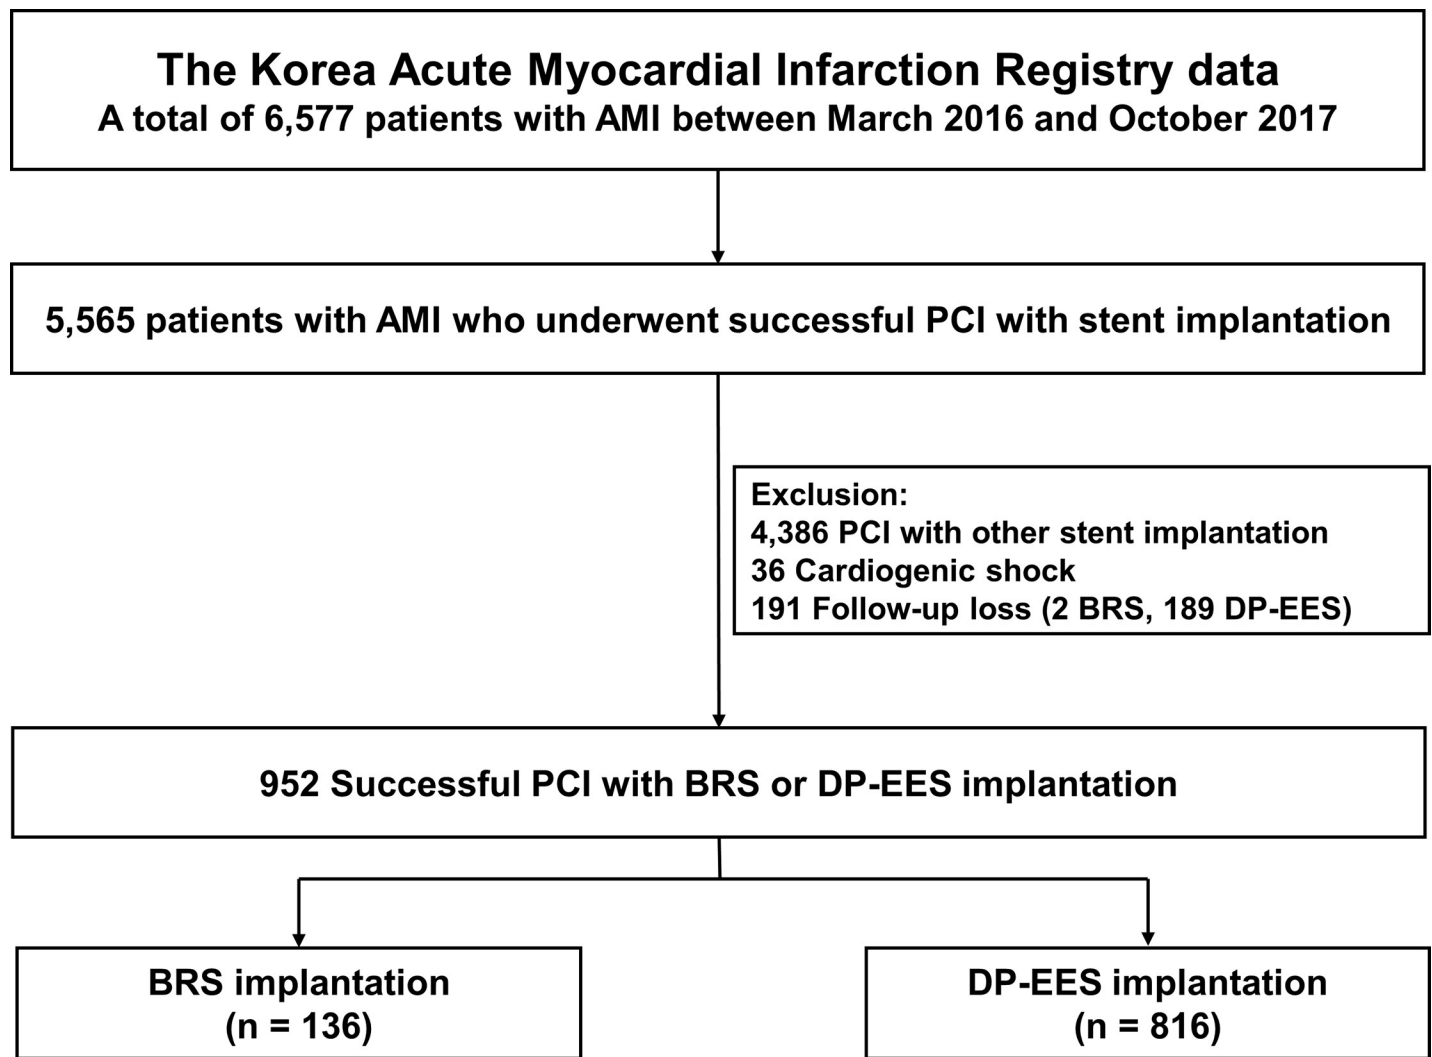 The Korea Acute Myocardial Infarction Registry data
A total of 6,577 patients with AMI between March 2016 and October 2017
5,565 patients with AMI who underwent successful PCI with stent implantation
Exclusion:
4,386 PCI with other stent implantation
36 Cardiogenic shock
191 Follow-up loss (2 BRS, 189 DP-EES)
952 Successful PCI with BRS or DP-EES implantation
BRS implantation
(n = 136)
DP-EES implantation
(n = 816)